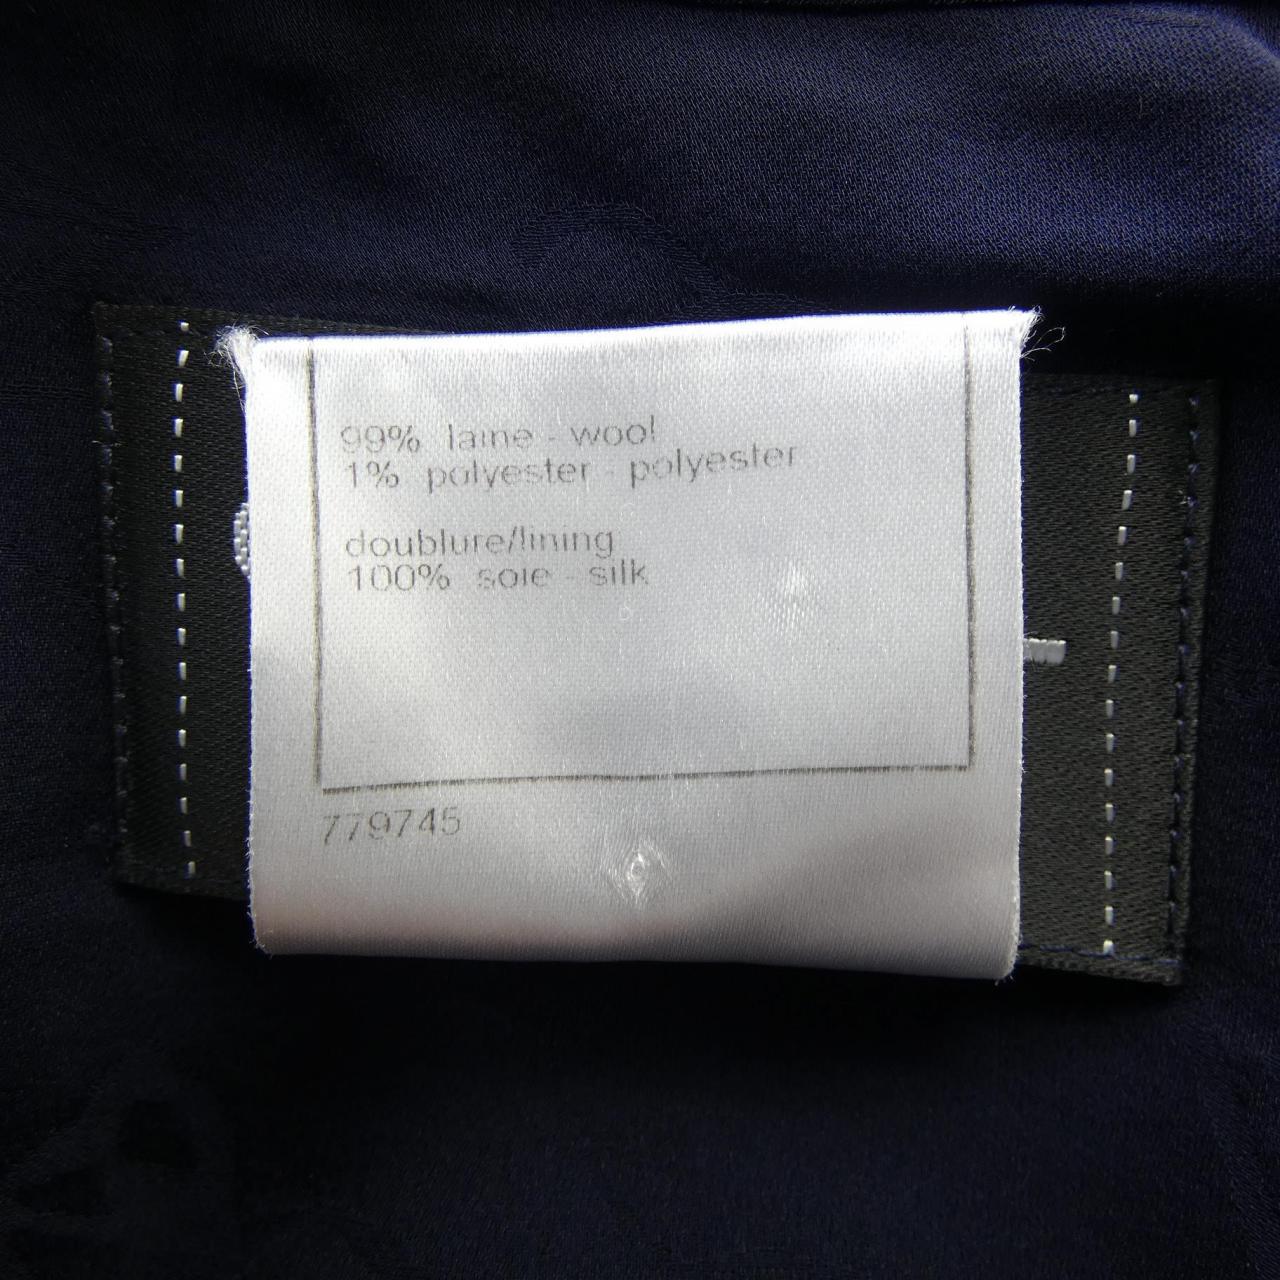 99% laine - wool
1% polyester - polyester
doublure/lining
100% soie - silk
779745